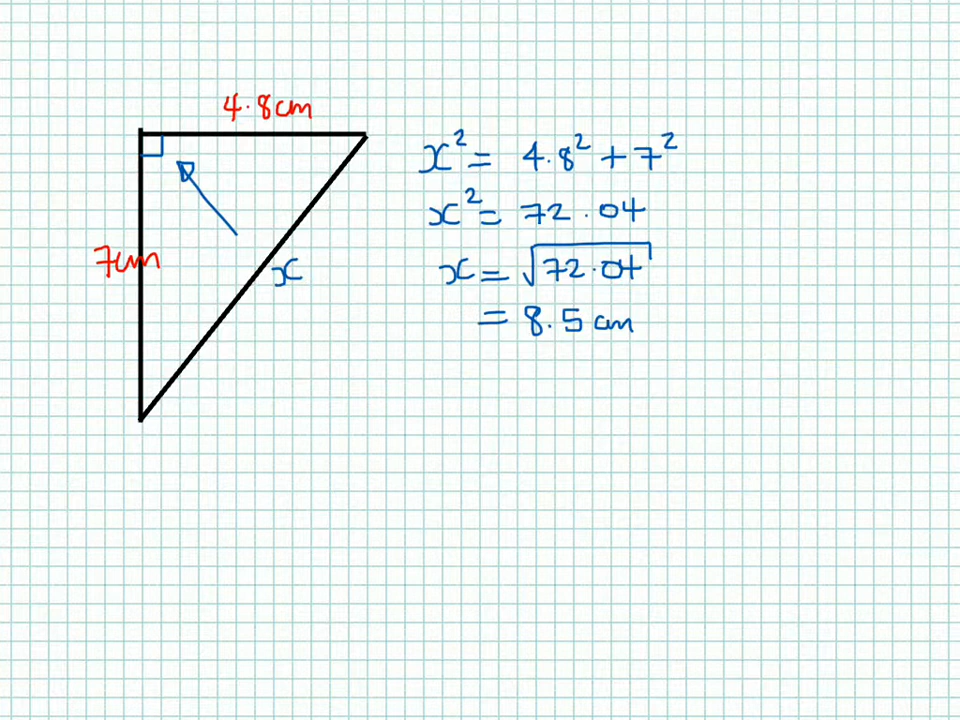 4.8cm
7cm
x
x² = 4.8² + 7²
x² = 72.04
x = √72.04
= 8.5 cm